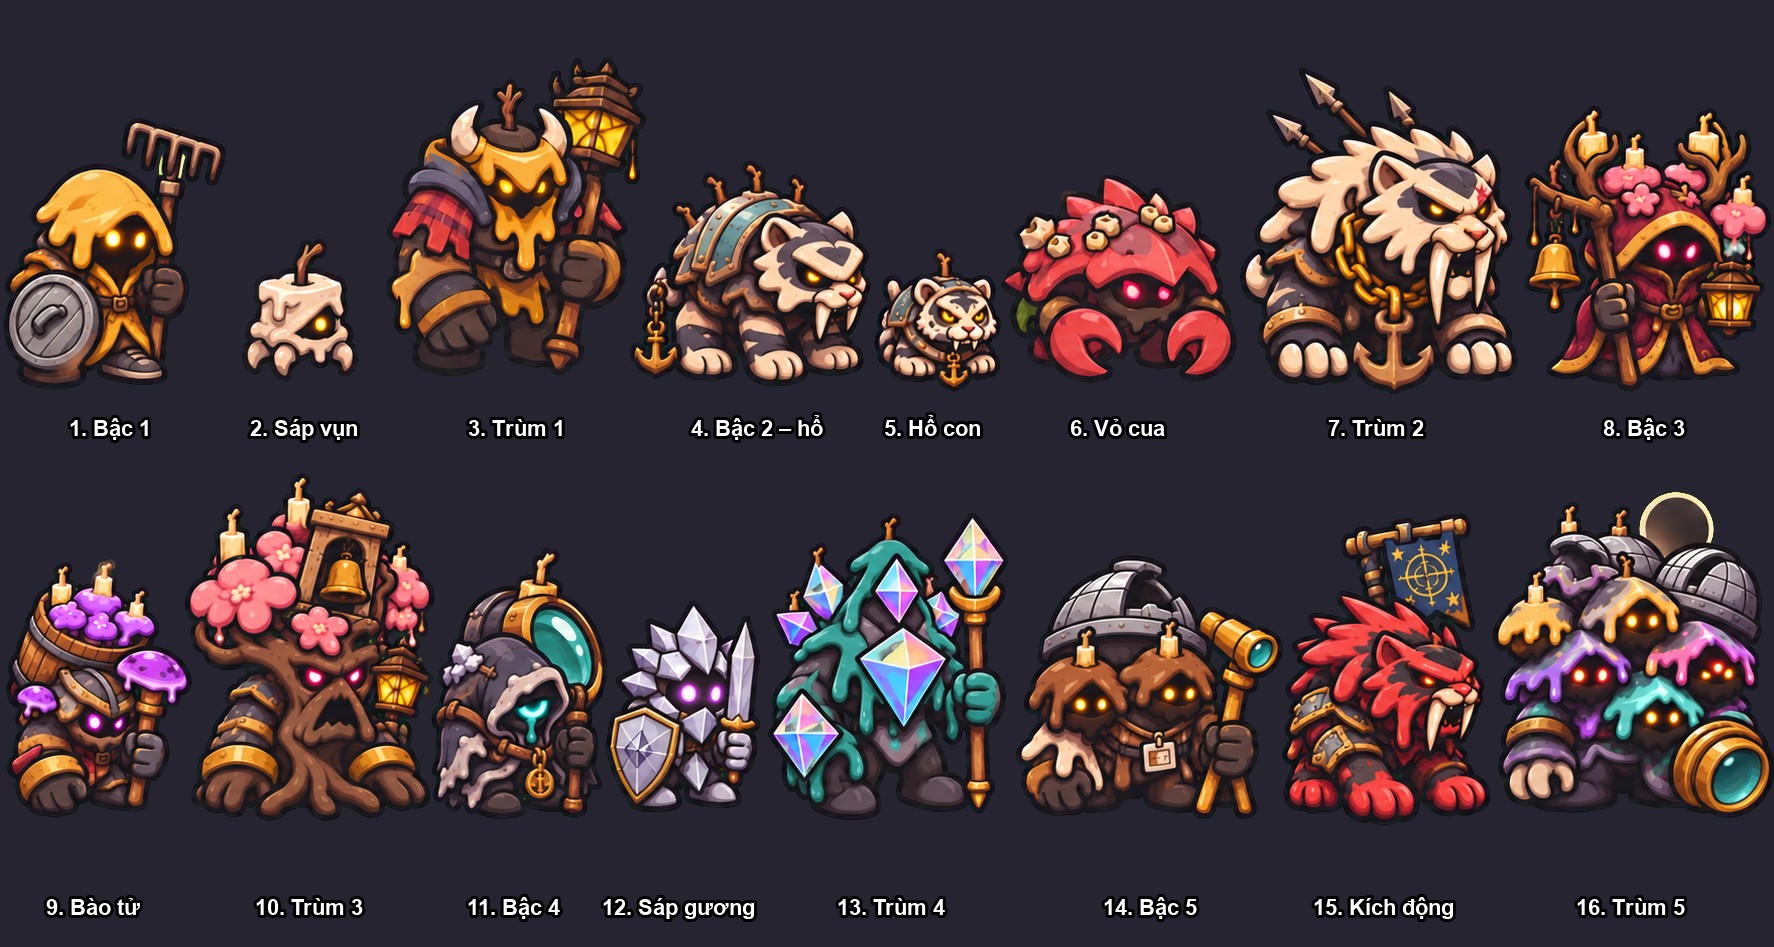 1. Bậc 1
2. Sáp vụn
3. Trùm 1
4. Bậc 2 – hổ
5. Hổ con
6. Vỏ cua
7. Trùm 2
8. Bậc 3
9. Bào tử
10. Trùm 3
11. Bậc 4
12. Sáp gương
13. Trùm 4
14. Bậc 5
15. Kích động
16. Trùm 5